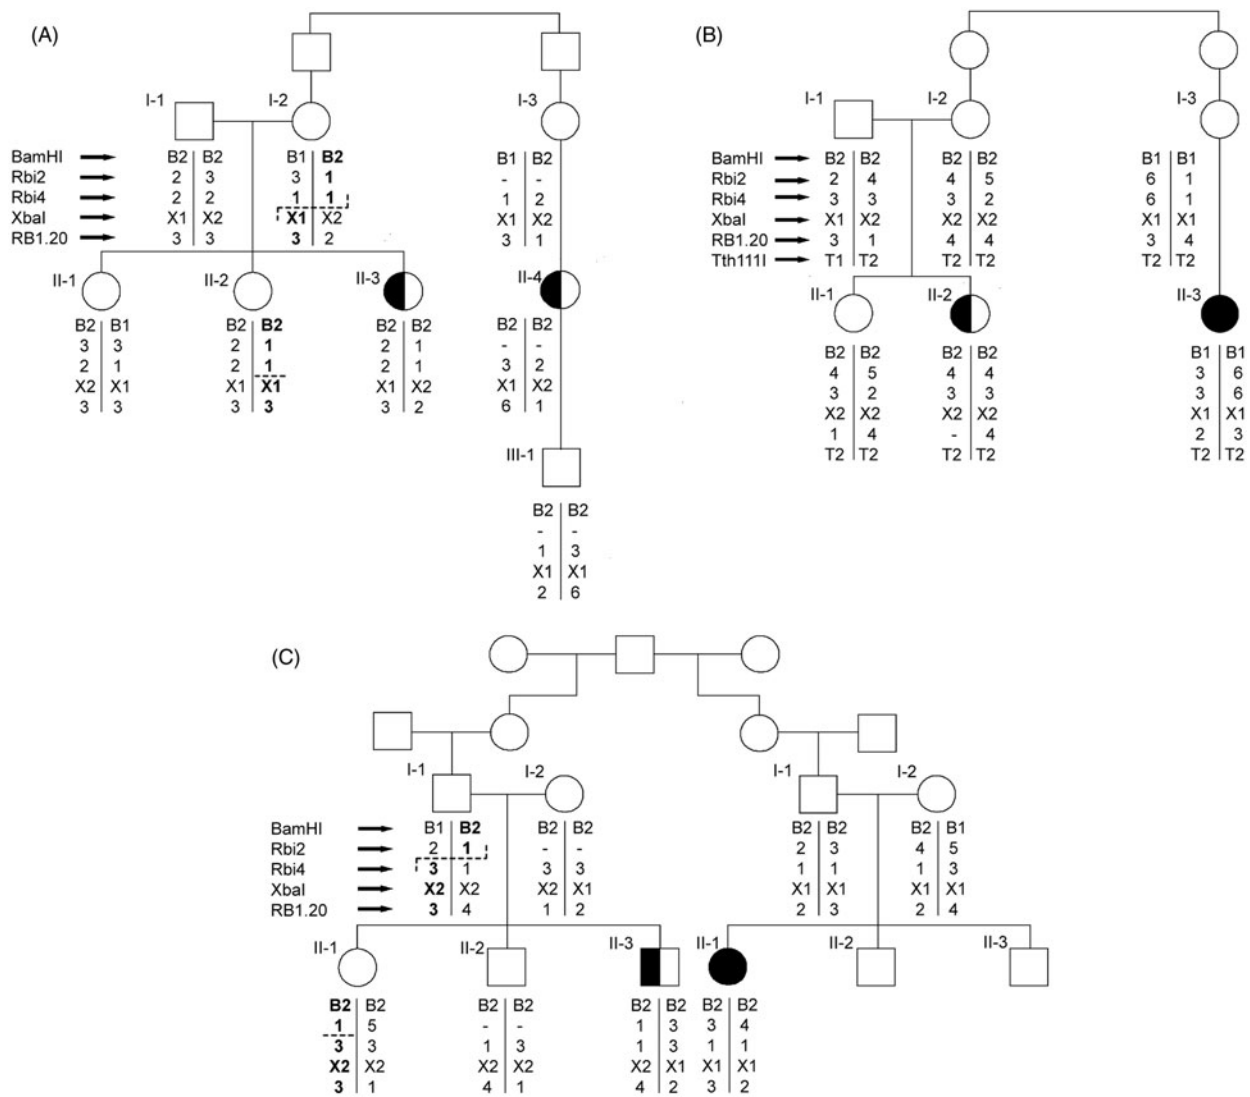 (A)
I-1 I-2 I-3
BamHI B2 B2 B1 B2 B1 B2
Rbi2 2 3 3 1 - -
Rbi4 2 2 1 1 1 2
XbaI X1 X2 X1 X2 X1 X2
RB1.20 3 3 3 2 3 1
II-1 II-2 II-3 II-4
B2 B1 B2 B2 B2 B2 B2 B2
3 3 2 1 2 1 - -
2 1 2 1 2 1 3 2
X2 X1 X1 X1 X1 X2 X1 X2
3 3 3 3 3 2 6 1
III-1
B2 B2
- -
1 3
X1 X1
2 6
(B)
I-1 I-2 I-3
BamHI B2 B2 B2 B2 B1 B1
Rbi2 2 4 4 5 6 1
Rbi4 3 3 3 2 6 1
XbaI X1 X2 X2 X2 X1 X1
RB1.20 3 1 4 4 3 4
Tth111I T1 T2 T2 T2 T2 T2
II-1 II-2 II-3
B2 B2 B2 B2 B1 B1
4 5 4 4 3 6
3 2 3 3 3 6
X2 X2 X2 X2 X1 X1
1 4 - 4 2 3
T2 T2 T2 T2 T2 T2
(C)
I-1 I-2 I-1 I-2
BamHI B1 B2 B2 B2 B2 B2 B2 B1
Rbi2 2 1 - - 2 3 4 5
Rbi4 3 1 3 3 1 1 1 3
XbaI X2 X2 X2 X1 X1 X1 X1 X1
RB1.20 3 4 1 2 2 3 2 4
II-1 II-2 II-3 II-1 II-2 II-3
B2 B2 B2 B2 B2 B2 B2 B2
1 5 - - 1 3 3 4
3 3 1 3 1 3 1 1
X2 X2 X2 X2 X2 X1 X1 X1
3 1 4 1 4 2 3 2